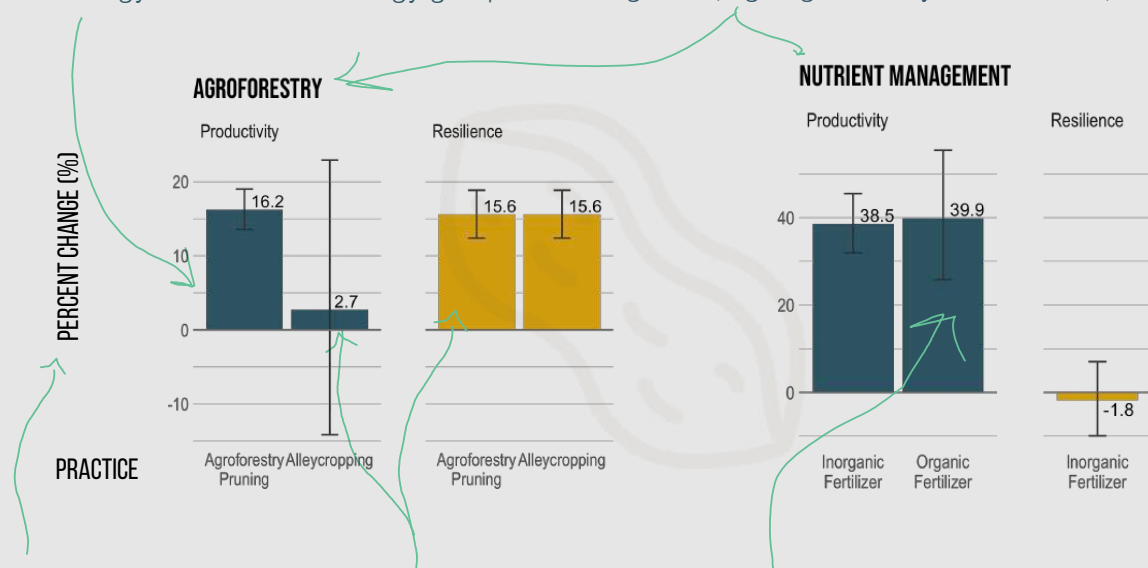 AGROFORESTRY
Productivity
Resilience
NUTRIENT MANAGEMENT
Productivity
Resilience
PERCENT CHANGE (%)
20
10
0
-10
16.2
2.7
15.6
15.6
40
20
0
38.5
39.9
-1.8
PRACTICE
Agroforestry
Pruning
Alleycropping
Agroforestry
Pruning
Alleycropping
Inorganic
Fertilizer
Organic
Fertilizer
Inorganic
Fertilizer